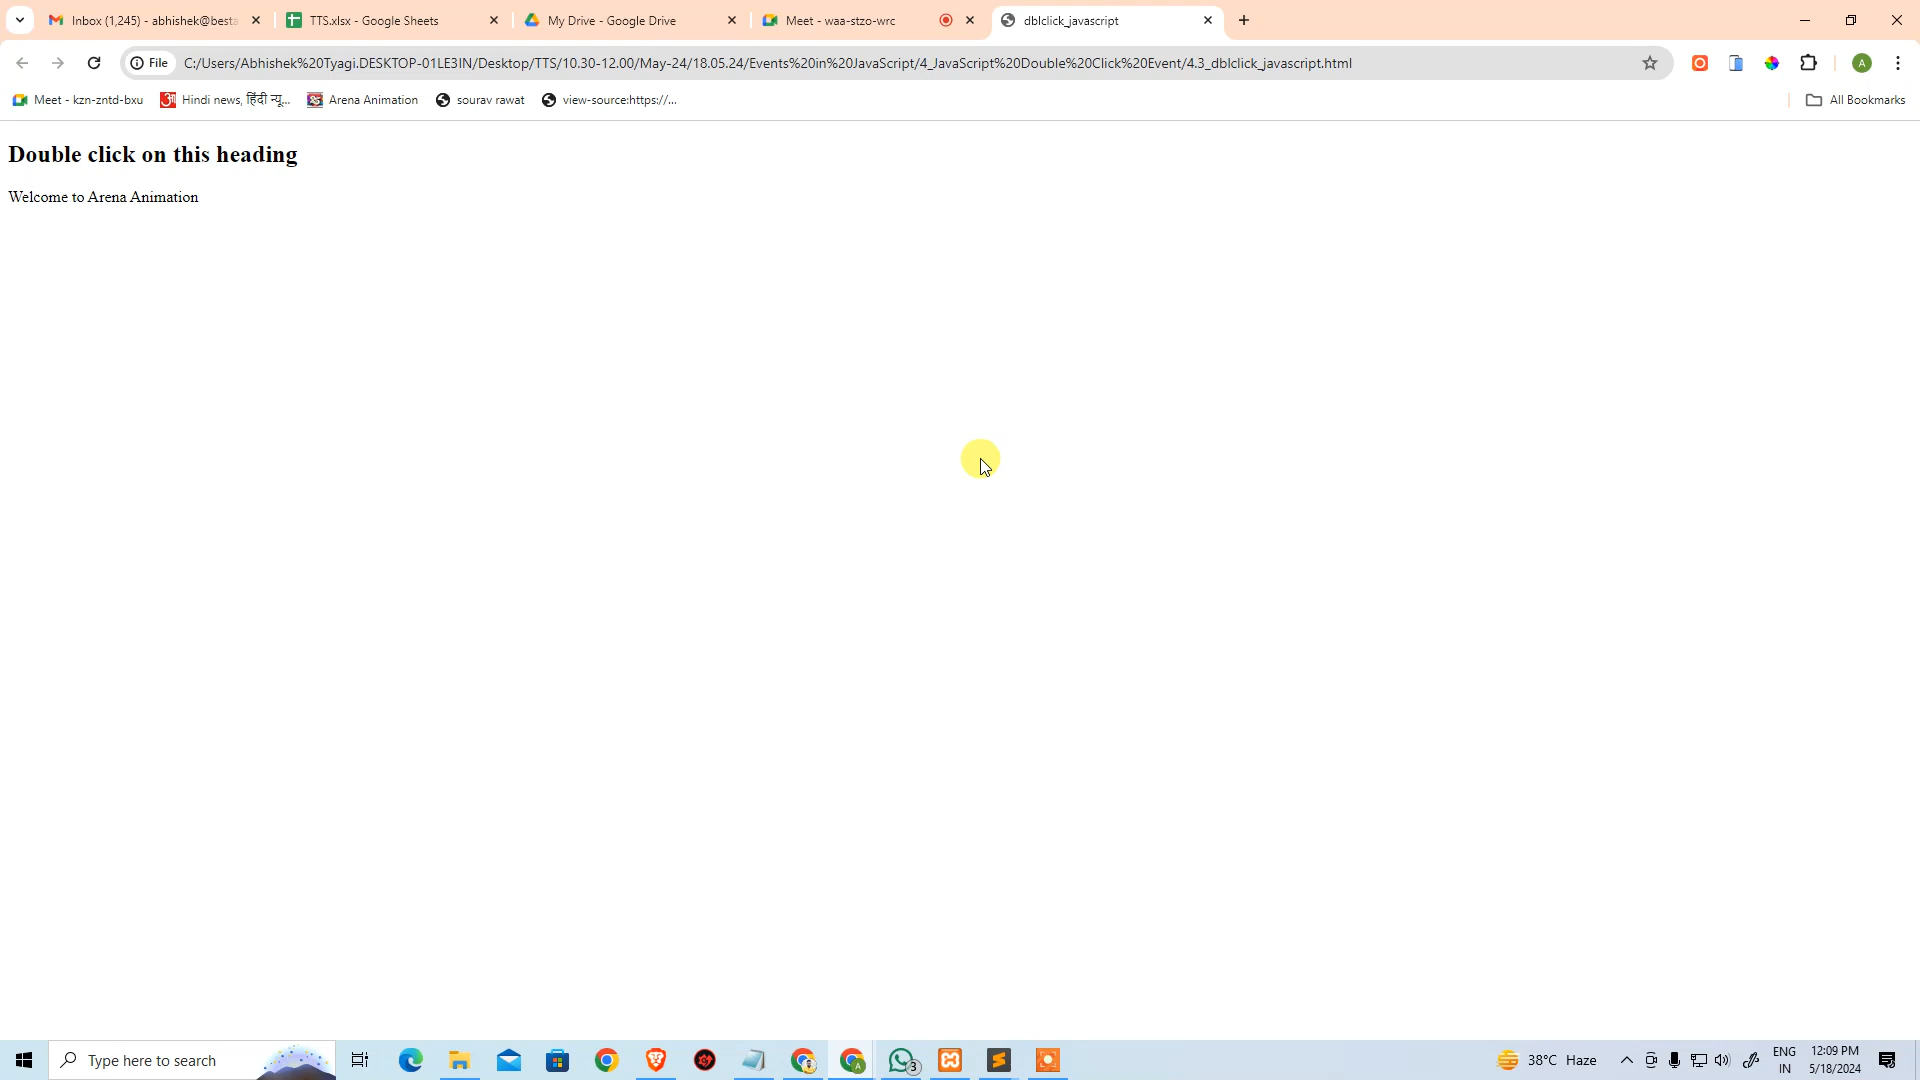 Inbox (1,245) - abhishek@besta
TTS.xlsx - Google Sheets
My Drive - Google Drive
Meet - waa-stzo-wrc
dblclick_javascript
File
C:/Users/Abhishek%20Tyagi.DESKTOP-01LE3IN/Desktop/TTS/10.30-12.00/May-24/18.05.24/Events%20in%20JavaScript/4_JavaScript%20Double%20Click%20Event/4.3_dblclick_javascript.html
A
Meet - kzn-zntd-bxu
Hindi news, हिंदी न्यू...
Arena Animation
sourav rawat
view-source:https://...
All Bookmarks
Double click on this heading
Welcome to Arena Animation
Type here to search
A
3
38°C Haze
ENG
IN
12:09 PM
5/18/2024